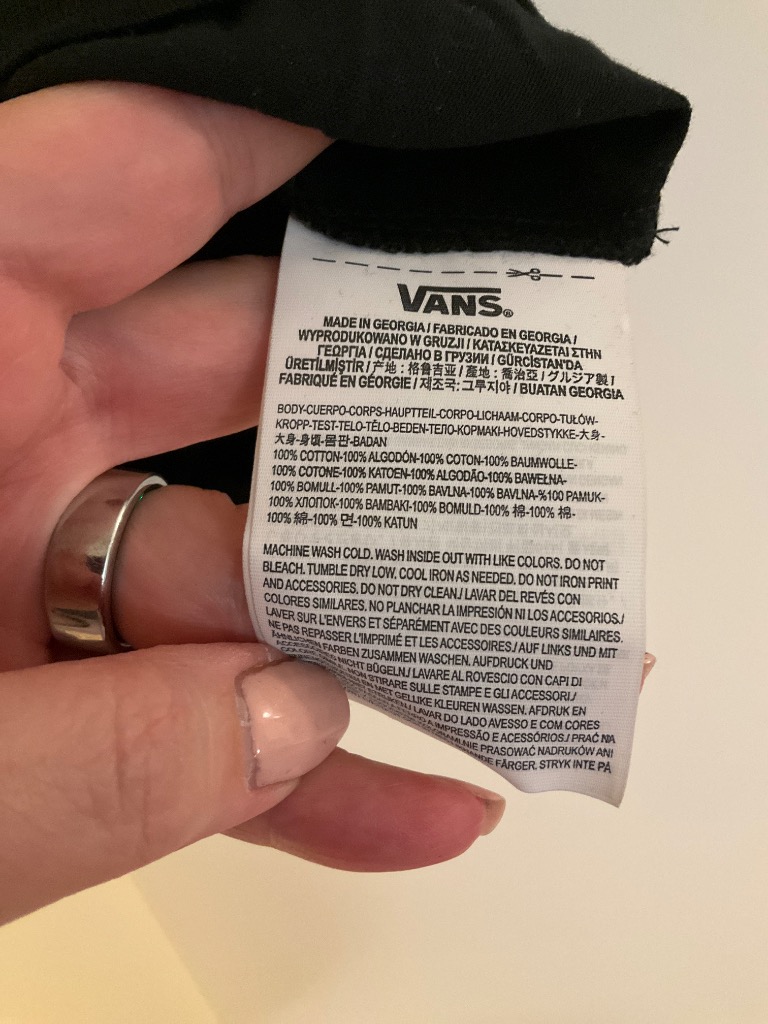 VANS®
MADE IN GEORGIA / FABRICADO EN GEORGIA /
WYPRODUKOWANO W GRUZJI / ΚΑΤΑΣΚΕΥΑΖΕΤΑΙ ΣΤΗΝ
ΓΕΩΡΓΙΑ / СДЕЛАНО В ГРУЗИИ / GÜRCİSTAN'DA
ÜRETİLMİŞTİR / 产地 : 格鲁吉亚 / 產地 : 喬治亞 / グルジア製 /
FABRIQUÉ EN GÉORGIE / 제조국: 그루지야 / BUATAN GEORGIA
BODY-CUERPO-CORPS-HAUPTTEIL-CORPO-LICHAAM-CORPO-TUŁÓW-
KROPP-TEST-TELO-TĚLO-BEDEN-ТЕЛО-ΚΟΡΜΑΚΙ-HOVEDSTYKKE-大身-
大身-身頃-몸판-BADAN
100% COTTON-100% ALGODÓN-100% COTON-100% BAUMWOLLE-
100% COTONE-100% KATOEN-100% ALGODÃO-100% BAWEŁNA-
100% BOMULL-100% PAMUT-100% BAVLNA-100% BAVLNA-%100 PAMUK-
100% ХЛОПОК-100% ΒΑΜΒΑΚΙ-100% BOMULD-100% 棉-100% 棉-
100% 綿-100% 면-100% KATUN
MACHINE WASH COLD. WASH INSIDE OUT WITH LIKE COLORS. DO NOT
BLEACH. TUMBLE DRY LOW. COOL IRON AS NEEDED. DO NOT IRON PRINT
AND ACCESSORIES. DO NOT DRY CLEAN./ LAVAR DEL REVÉS CON
COLORES SIMILARES. NO PLANCHAR LA IMPRESIÓN NI LOS ACCESORIOS./
LAVER SUR L'ENVERS ET SÉPARÉMENT AVEC DES COULEURS SIMILAIRES.
NE PAS REPASSER L'IMPRIMÉ ET LES ACCESSOIRES./ AUF LINKS UND MIT
ÄHNLICHEN FARBEN ZUSAMMEN WASCHEN. AUFDRUCK UND
NICHT BÜGELN./ LAVARE AL ROVESCIO CON CAPI DI
NON STIRARE SULLE STAMPE E GLI ACCESSORI./
EN MET GELIJKE KLEUREN WASSEN. AFDRUK EN
LAVAR DO LADO AVESSO E COM CORES
A IMPRESSÃO E ACESSÓRIOS./ PRAĆ NA
PRASOWAĆ NADRUKÓW ANI
FÄRGER. STRYK INTE PÅ